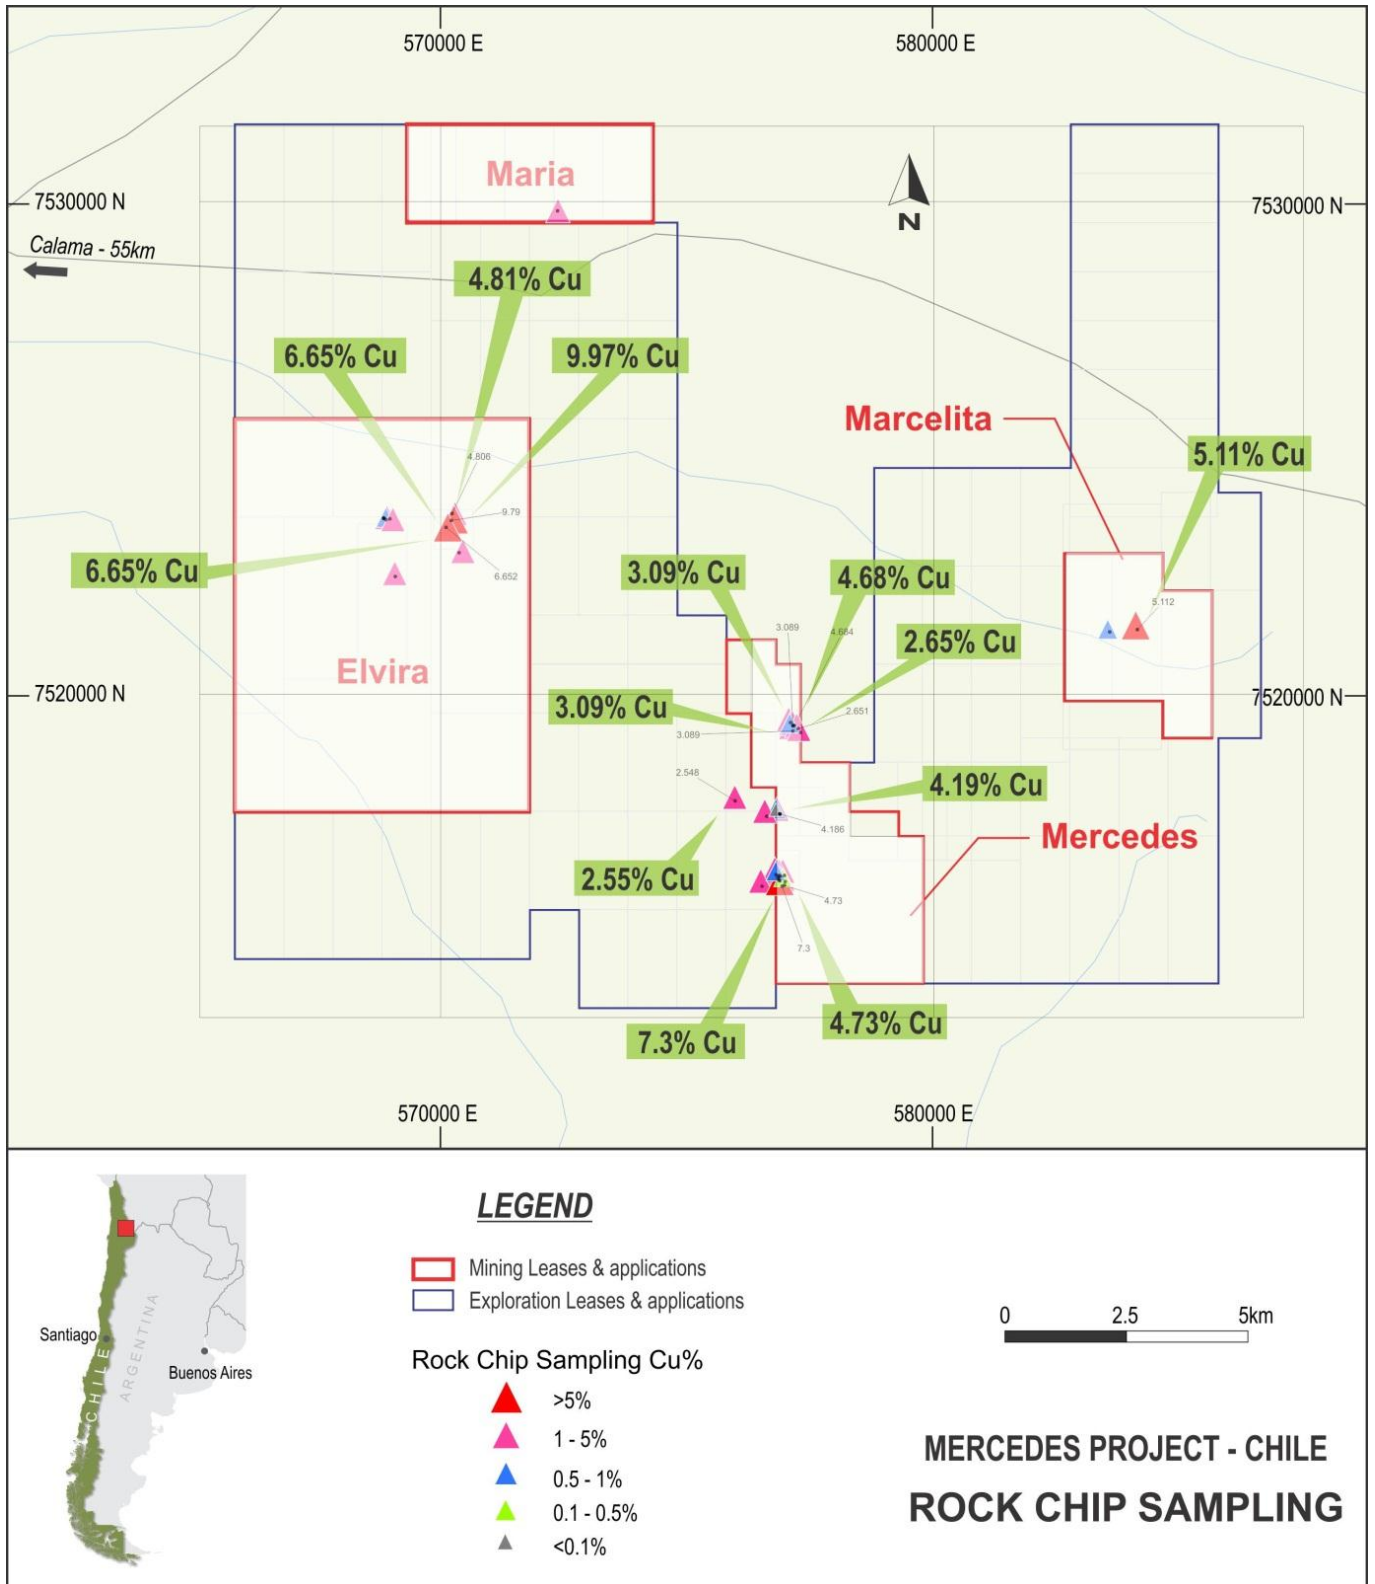 570000 E
580000 E
Maria
7530000 N
7530000 N
N
Calama - 55km
4.81% Cu
6.65% Cu
9.97% Cu
Marcelita
5.11% Cu
4.806
9.79
6.65% Cu
6.652
3.09% Cu
4.68% Cu
5.112
3.089
4.684
2.65% Cu
Elvira
7520000 N
7520000 N
3.09% Cu
2.651
3.089
2.548
4.19% Cu
4.186
Mercedes
2.55% Cu
4.73
7.3
4.73% Cu
7.3% Cu
570000 E
580000 E
LEGEND
Mining Leases & applications
Exploration Leases & applications
Rock Chip Sampling Cu%
>5%
1 - 5%
0.5 - 1%
0.1 - 0.5%
<0.1%
Santiago
Buenos Aires
CHILE
ARGENTINA
0 2.5 5km
MERCEDES PROJECT - CHILE
ROCK CHIP SAMPLING